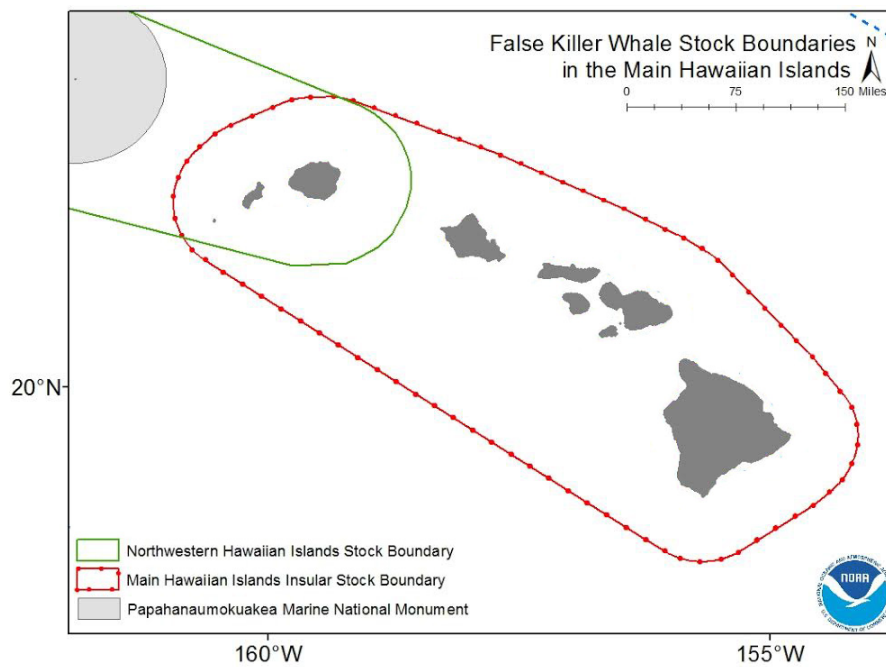 False Killer Whale Stock Boundaries
in the Main Hawaiian Islands
N
0 75 150 Miles
20°N
Northwestern Hawaiian Islands Stock Boundary
Main Hawaiian Islands Insular Stock Boundary
Papahanaumokuakea Marine National Monument
NOAA
160°W 155°W